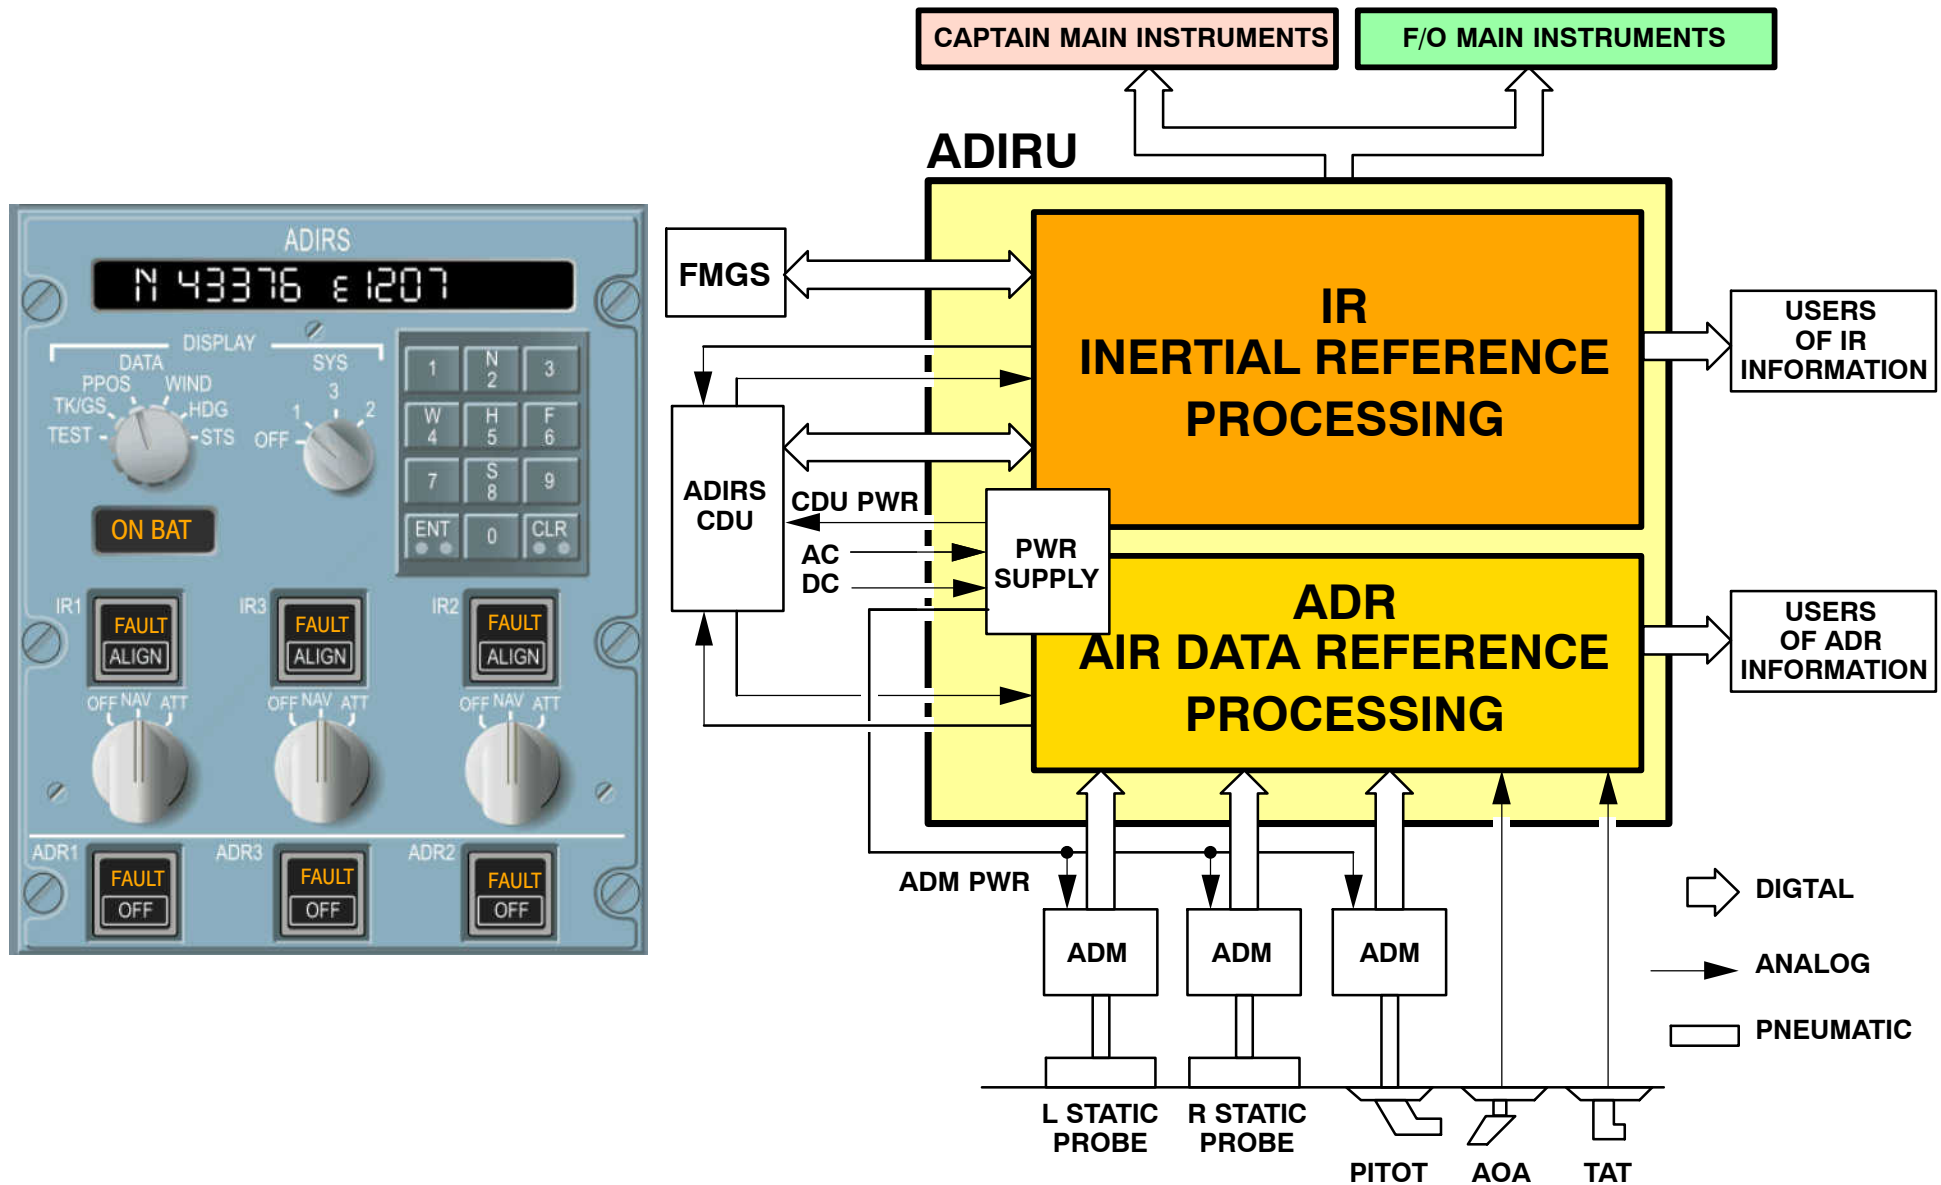 ADIRS
N 43376 E1207
DISPLAY
DATA
SYS
PPOS
WIND
TK/GS
HDG
TEST
STS
OFF
1
3
2
1
N
2
3
W
4
H
5
F
6
7
S
8
9
ENT
0
CLR
ON BAT
IR1
FAULT
ALIGN
IR3
FAULT
ALIGN
IR2
FAULT
ALIGN
OFF NAV ATT
OFF NAV ATT
OFF NAV ATT
ADR1
FAULT
OFF
ADR3
FAULT
OFF
ADR2
FAULT
OFF
CAPTAIN MAIN INSTRUMENTS
F/O MAIN INSTRUMENTS
ADIRU
FMGS
IR
INERTIAL REFERENCE
PROCESSING
USERS
OF IR
INFORMATION
ADIRS
CDU
CDU PWR
AC
DC
PWR
SUPPLY
ADR
AIR DATA REFERENCE
PROCESSING
USERS
OF ADR
INFORMATION
ADM PWR
ADM
ADM
ADM
DIGTAL
ANALOG
PNEUMATIC
L STATIC
PROBE
R STATIC
PROBE
PITOT
AOA
TAT